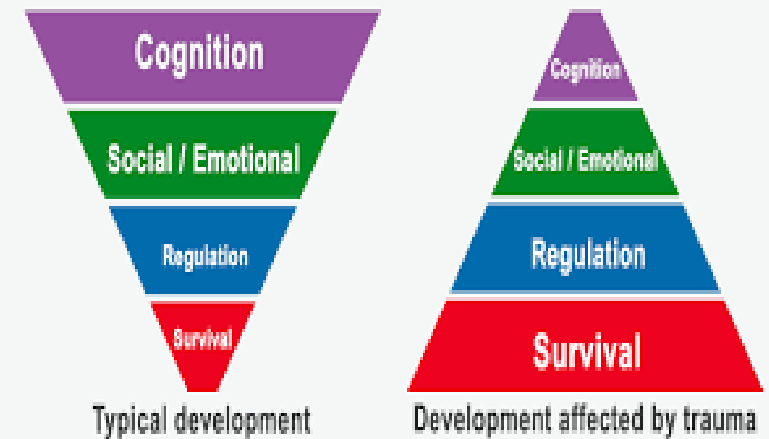 Cognition
Social / Emotional
Regulation
Survival
Typical development
Cognition
Social / Emotional
Regulation
Survival
Development affected by trauma